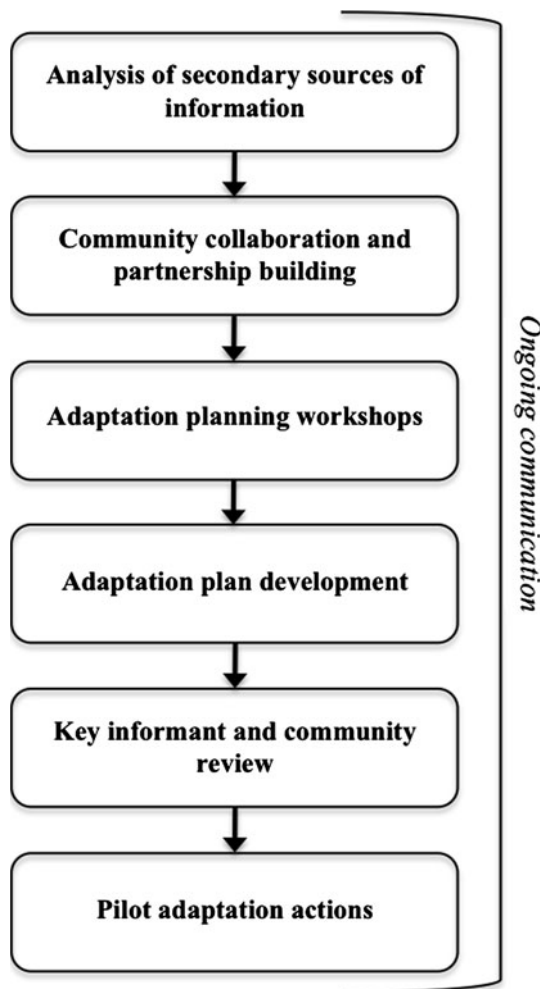 Analysis of secondary sources of
information
Community collaboration and
partnership building
Adaptation planning workshops
Adaptation plan development
Key informant and community
review
Pilot adaptation actions
Ongoing communication